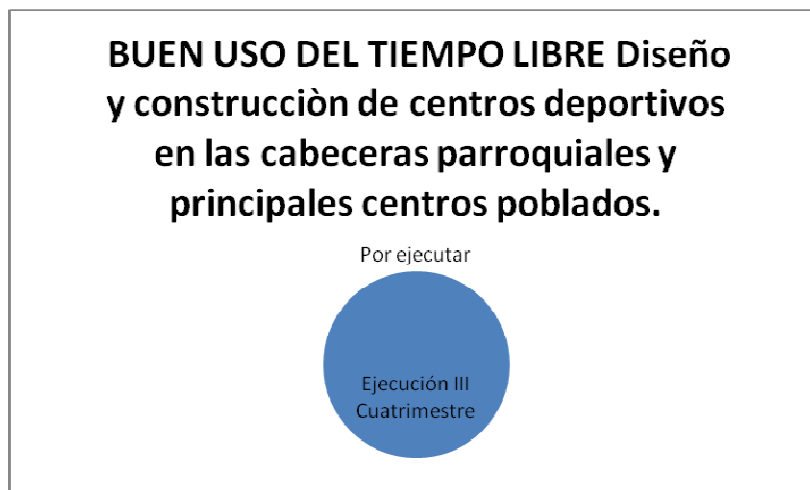 BUEN USO DEL TIEMPO LIBRE Diseño
y construcciòn de centros deportivos
en las cabeceras parroquiales y
principales centros poblados.
Por ejecutar
Ejecución III
Cuatrimestre